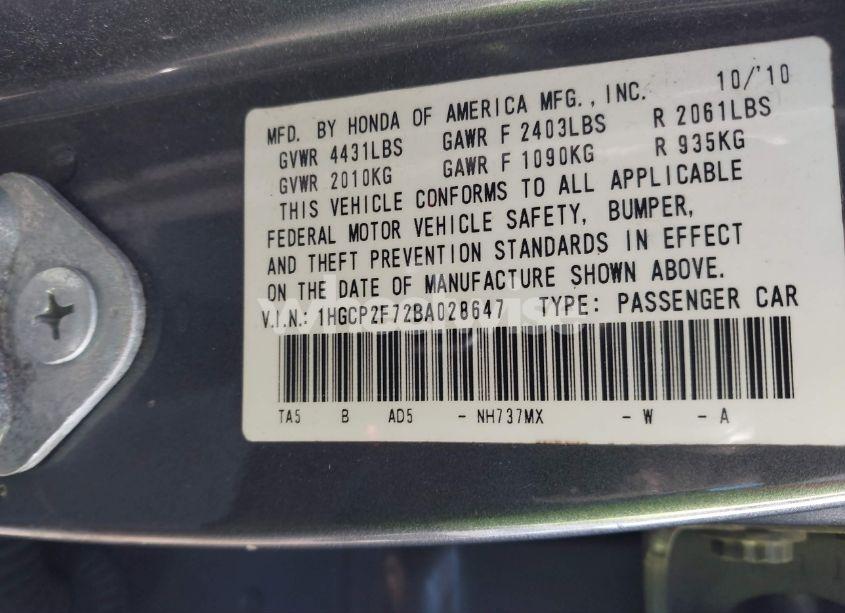 MFD. BY HONDA OF AMERICA MFG., INC. 10/'10
GVWR 4431LBS GAWR F 2403LBS R 2061LBS
GVWR 2010KG GAWR F 1090KG R 935KG
THIS VEHICLE CONFORMS TO ALL APPLICABLE
FEDERAL MOTOR VEHICLE SAFETY, BUMPER,
AND THEFT PREVENTION STANDARDS IN EFFECT
ON THE DATE OF MANUFACTURE SHOWN ABOVE.
V.I.N.: 1HGCP2F72BA028647 TYPE: PASSENGER CAR
TA5 B AD5 - NH737MX - W - A